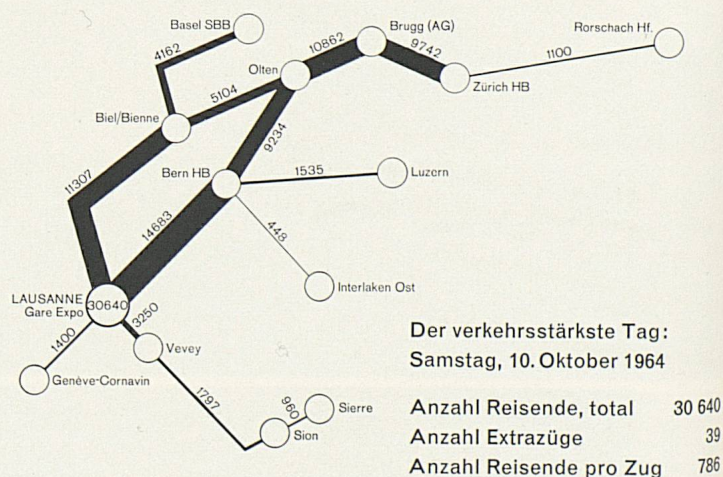 Basel SBB
4162
Olten
10862
Brugg (AG)
9742
Rorschach Hf.
1100
Zürich HB
5104
Biel/Bienne
9234
11307
Bern HB
1535
Luzern
14683
448
Interlaken Ost
LAUSANNE
Gare Expo
30640
3250
1400
Vevey
Genève-Cornavin
1797
960
Sierre
Sion
Der verkehrsstärkste Tag:
Samstag, 10. Oktober 1964
Anzahl Reisende, total 30 640
Anzahl Extrazüge 39
Anzahl Reisende pro Zug 786